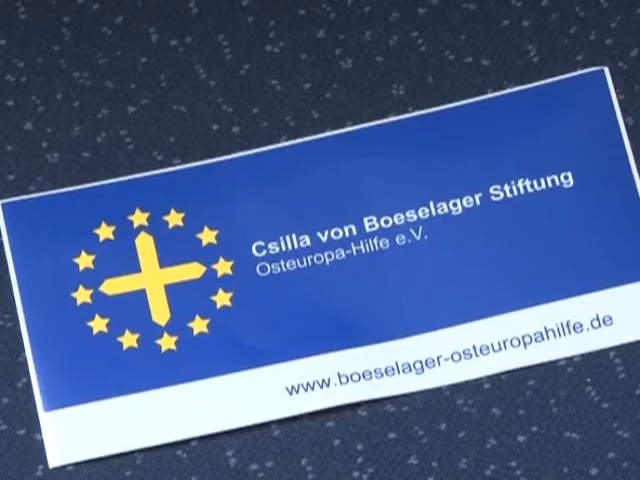 Csilla von Boeselager Stiftung
Osteuropa-Hilfe e.V.
www.boeselager-osteuropahilfe.de